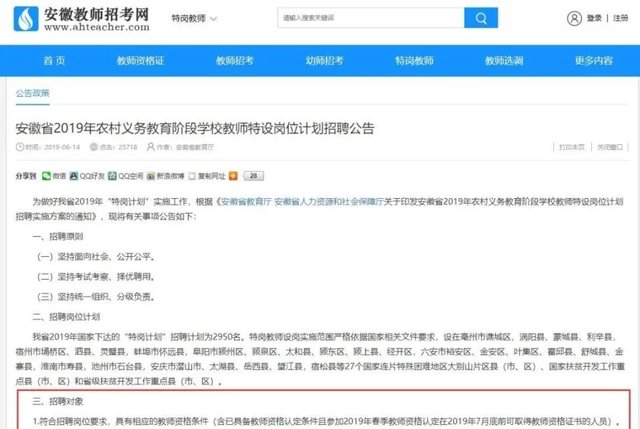 安徽教师招考网
www.ahteacher.com
特岗教师
请输入搜索关键词
登录 | 注册
首 页 教师资格证 教师招考 幼师招考 特岗教师 教师选调 更多内容
公告政策
安徽省2019年农村义务教育阶段学校教师特设岗位计划招聘公告
时间：2019-06-14 点击：25718 作者：安徽省教育厅 打印本页 关闭窗口
分享到 微信 QQ好友 QQ空间 新浪微博 复制网址 28
为做好我省2019年“特岗计划”实施工作，根据《安徽省教育厅 安徽省人力资源和社会保障厅关于印发安徽省2019年农村义务教育阶段学校教师特设岗位计划
招聘实施方案的通知》，现将有关事项公告如下：
一、招聘原则
（一）坚持面向社会、公开公平。
（二）坚持考试考察、择优聘用。
（三）坚持统一组织、分级负责。
二、招聘岗位计划
我省2019年国家下达的“特岗计划”招聘计划为2950名。特岗教师设岗实施范围严格依据国家相关文件要求，设在亳州市谯城区、涡阳县、蒙城县、利辛县，
宿州市埇桥区、泗县、灵璧县，蚌埠市怀远县，阜阳市颍州区、颍泉区、太和县、颍东区、颍上县、经开区，六安市裕安区、金安区、叶集区、霍邱县、舒城县、金
寨县，淮南市寿县，池州市石台县，安庆市潜山市、太湖县、岳西县、望江县、宿松县等27个国家连片特殊困难地区大别山片区县（市、区）、国家扶贫开发工作重
点县（市、区）和省级扶贫开发工作重点县（市、区）。
三、招聘对象
1.符合招聘岗位要求，具有相应的教师资格条件（含已具备教师资格认定条件且参加2019年春季教师资格认定在2019年7月底前可取得教师资格证书的人员）。